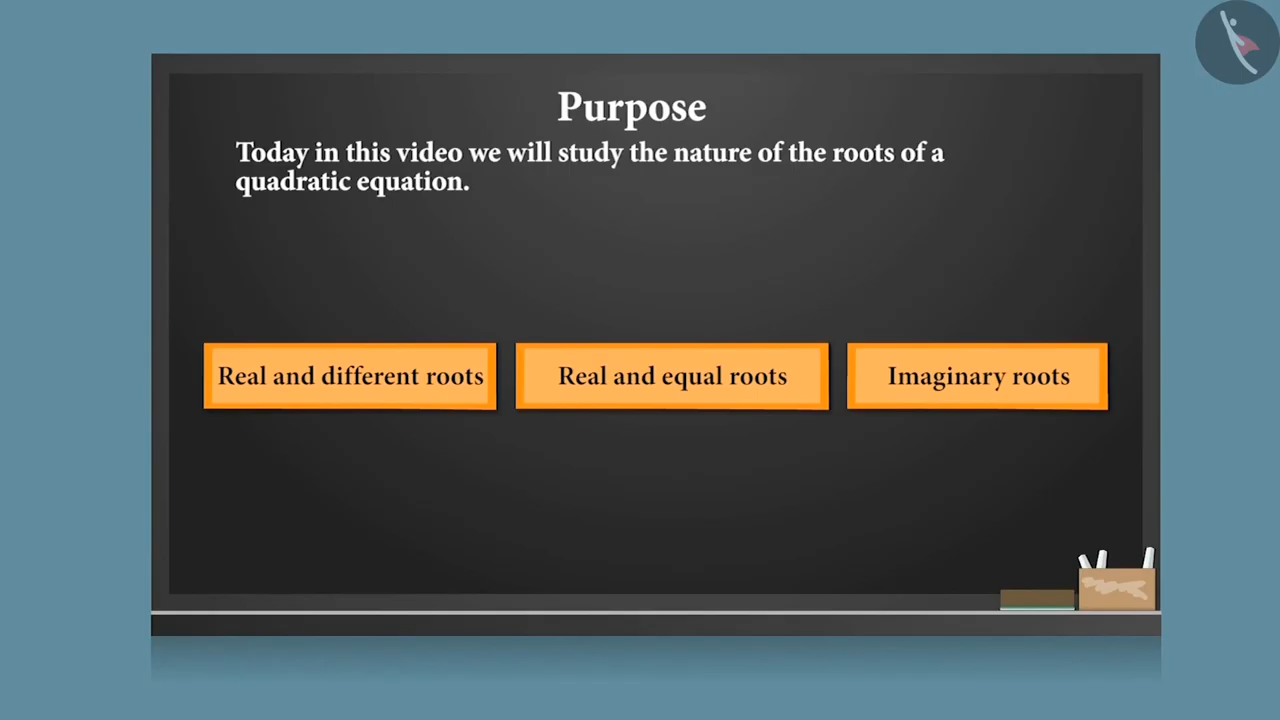 Purpose
Today in this video we will study the nature of the roots of a
quadratic equation.
Real and different roots
Real and equal roots
Imaginary roots